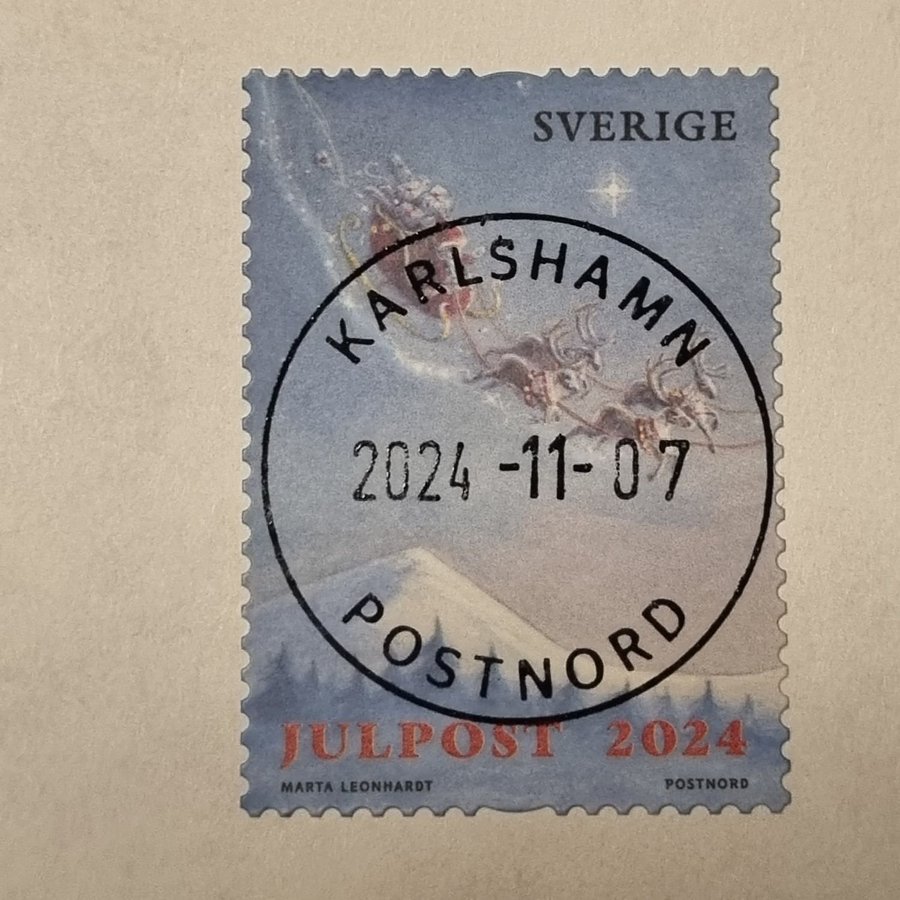 SVERIGE
KARLSHAMN
2024-11-07
POSTNORD
JULPOST 2024
MARTA LEONHARDT POSTNORD